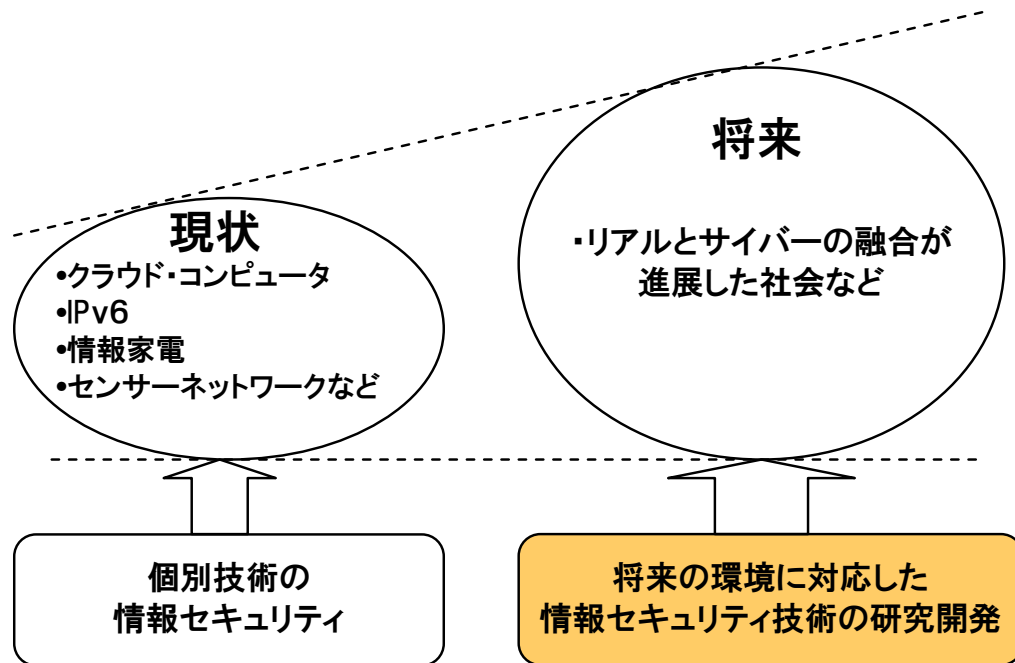 現状
•クラウド・コンピュータ
•IPv6
•情報家電
•センサーネットワークなど
将来
・リアルとサイバーの融合が
進展した社会など
個別技術の
情報セキュリティ
将来の環境に対応した
情報セキュリティ技術の研究開発